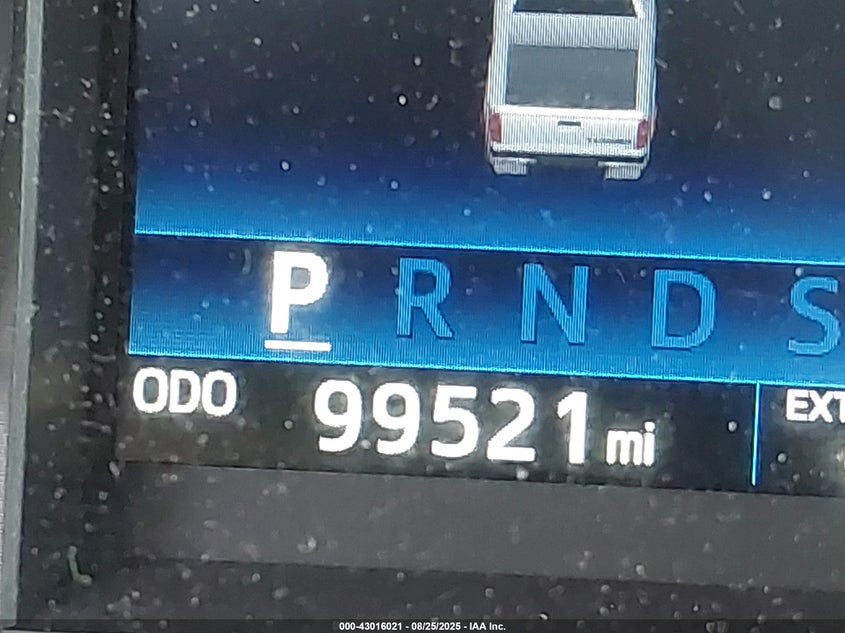 P R N D S
ODO 99521 mi EXT
000-43016021 - 08/25/2025 - IAA Inc.